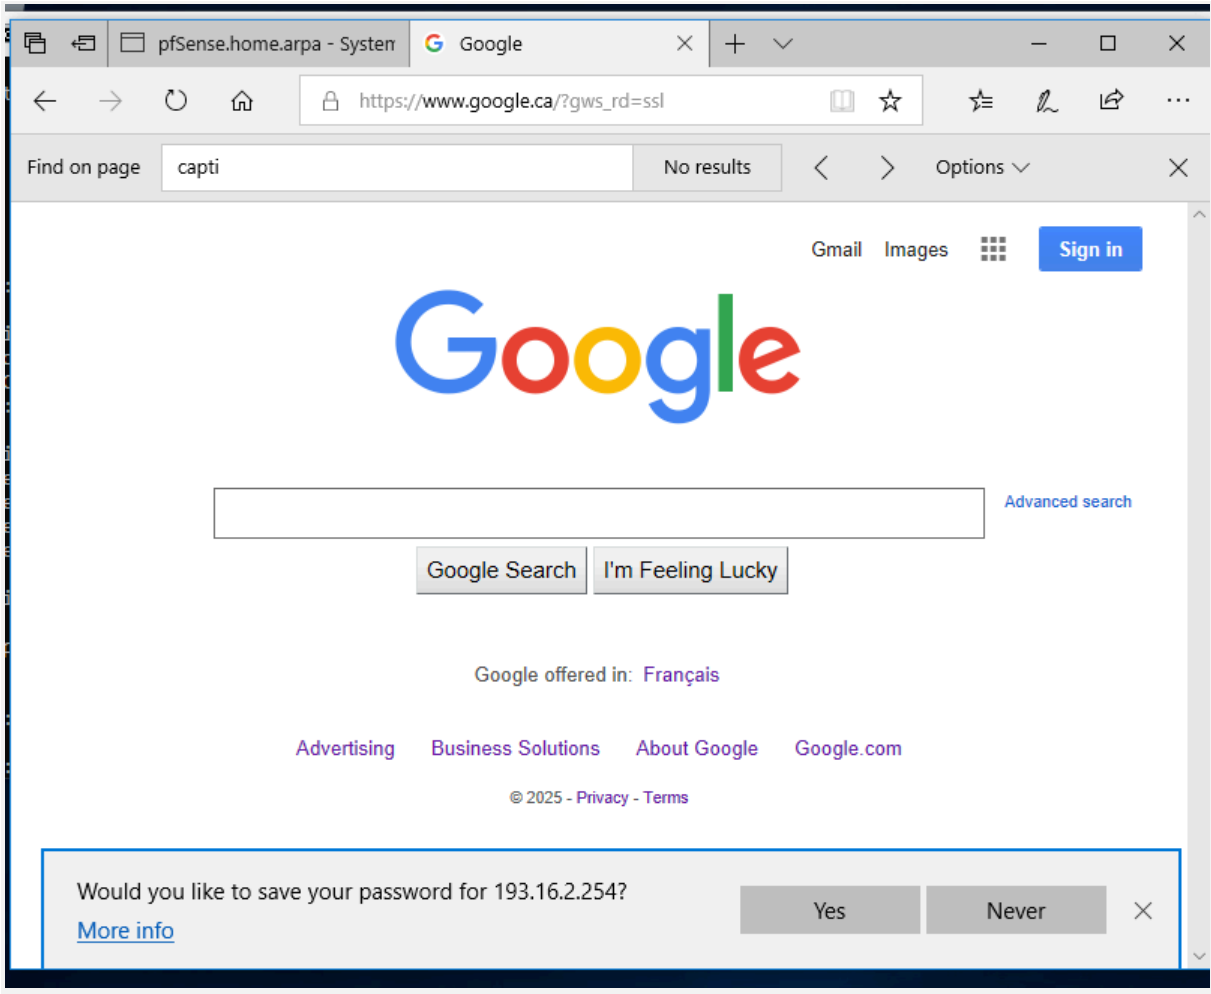 pfSense.home.arpa - System
Google
https://www.google.ca/?gws_rd=ssl
Find on page
capti
No results
Options
Gmail
Images
Sign in
Google
Advanced search
Google Search
I'm Feeling Lucky
Google offered in: Français
Advertising
Business Solutions
About Google
Google.com
© 2025 - Privacy - Terms
Would you like to save your password for 193.16.2.254?
More info
Yes
Never